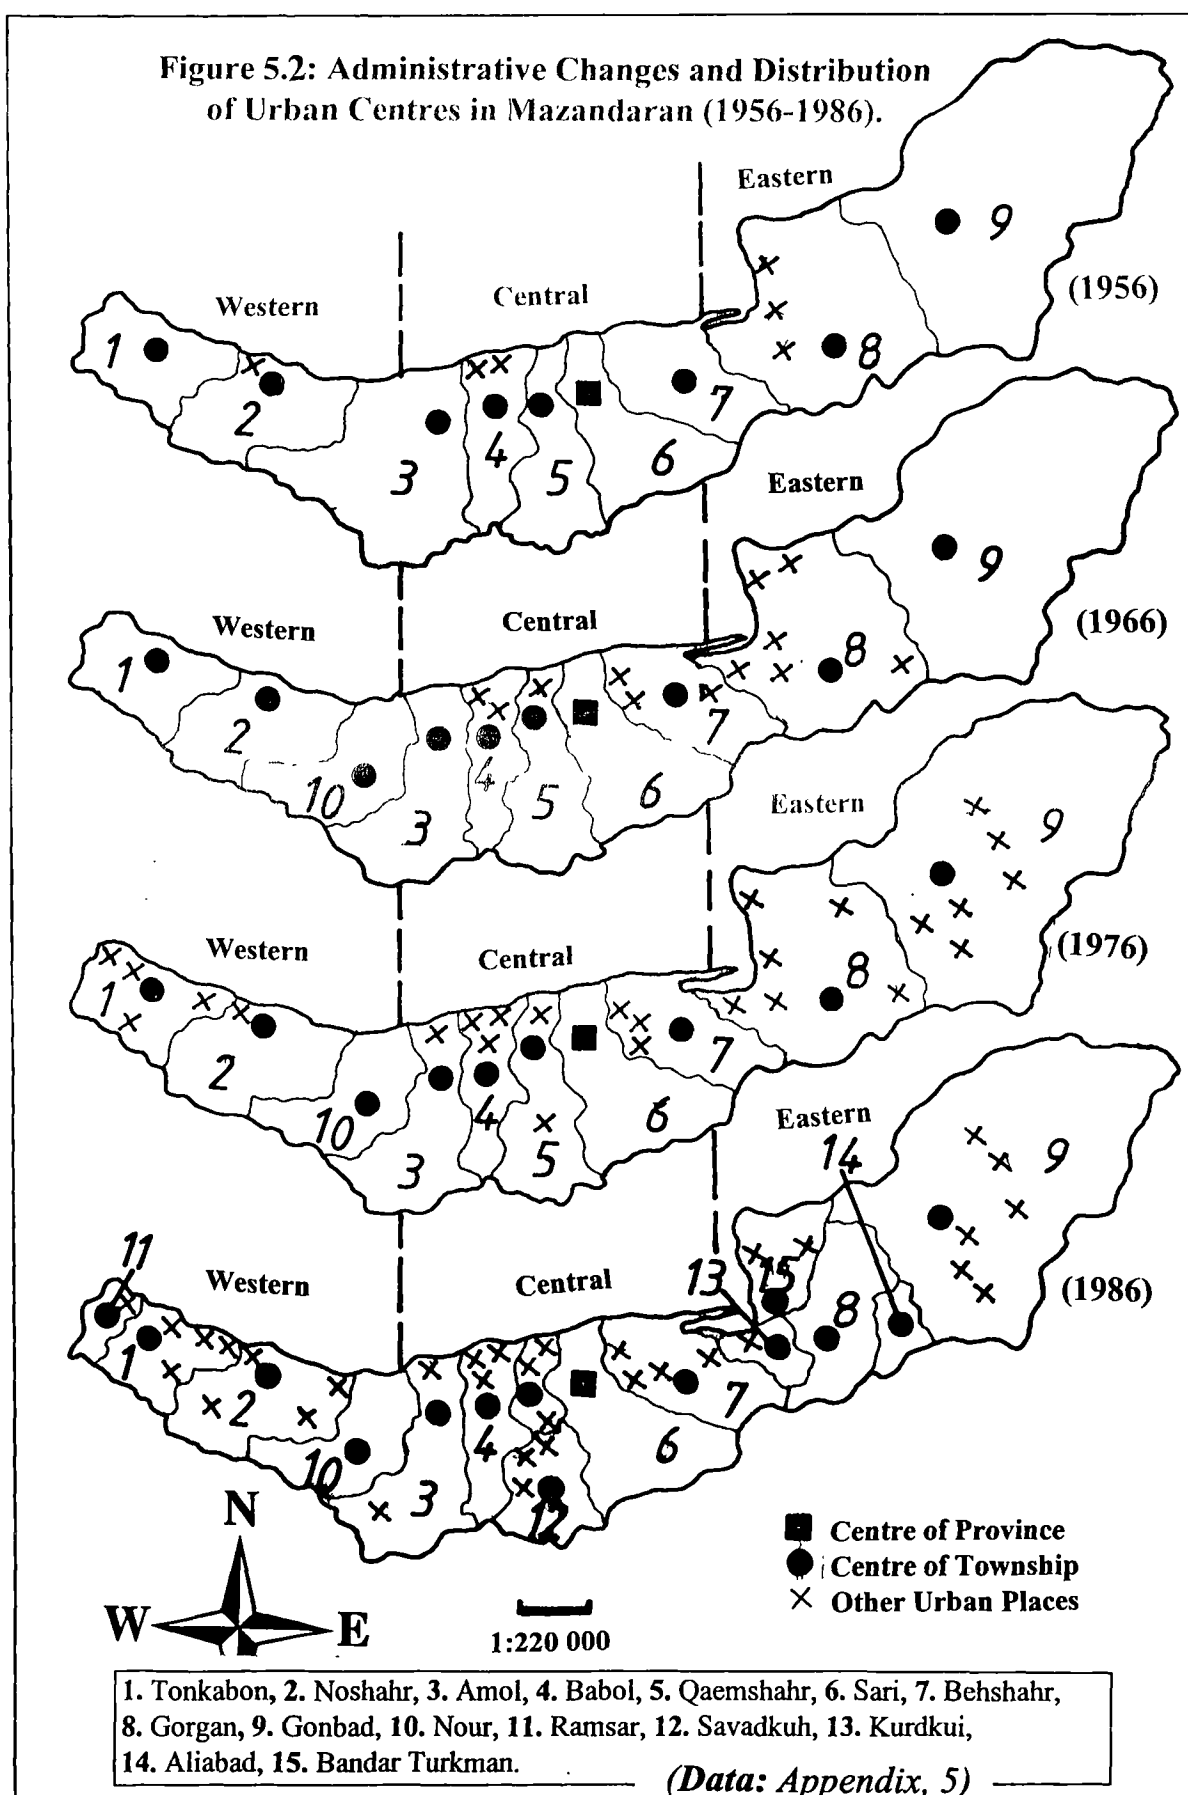 Figure 5.2: Administrative Changes and Distribution
of Urban Centres in Mazandaran (1956-1986).
Eastern
9
(1956)
Western
Central
1
2
3
4
5
6
7
8
Eastern
9
(1966)
Western
Central
1
2
10
3
4
5
6
7
8
Eastern
9
(1976)
Western
Central
1
2
10
3
4
5
6
7
8
Eastern
14
9
(1986)
11
Western
Central
13
15
8
1
2
10
3
4
12
6
7
N
W
E
1:220 000
Centre of Province
Centre of Township
Other Urban Places
1. Tonkabon, 2. Noshahr, 3. Amol, 4. Babol, 5. Qaemshahr, 6. Sari, 7. Behshahr,
8. Gorgan, 9. Gonbad, 10. Nour, 11. Ramsar, 12. Savadkuh, 13. Kurdkui,
14. Aliabad, 15. Bandar Turkman.
(Data: Appendix, 5)